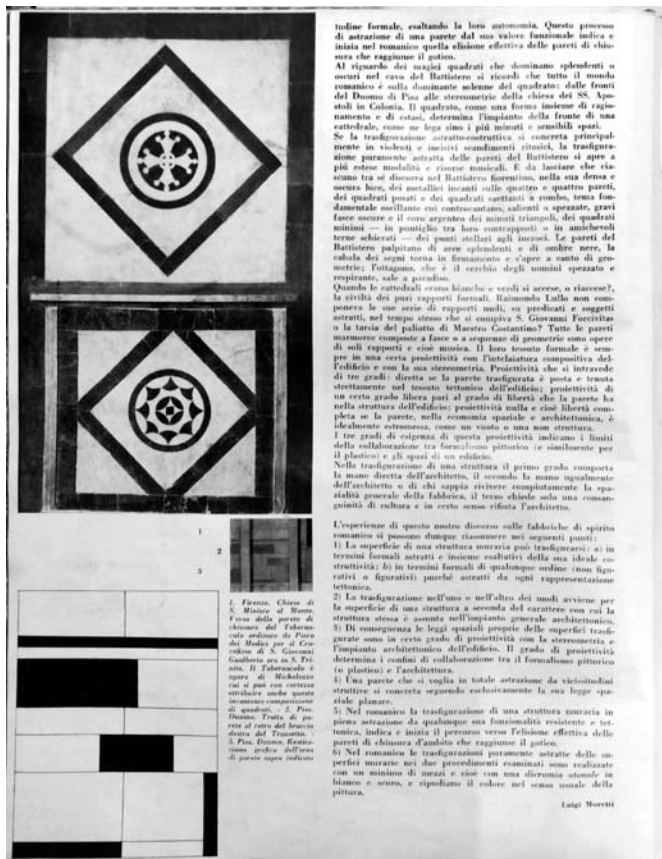 tudine formale, esaltando la loro autonomia. Questo processo
di astrazione di una parete dal suo valore funzionale indica e
inizia nel romanico quella elisione effettiva delle pareti di chiu-
sura che raggiunse il gotico.
Al riguardo dei magici quadrati che dominano splendenti o
oscuri nel cavo del Battistero si ricordi che tutto il mondo
romanico è sulla dominante solenne del quadrato: dalle fronti
del Duomo di Pisa alle stereometrie della chiesa dei SS. Apo-
stoli in Colonia. Il quadrato, come una forma insieme di ragio-
namento e di estasi, determina l'impianto della fronte di una
cattedrale, come ne lega sino i più minuti e sensibili spazi.
Se la trasfigurazione astratto-costruttiva si concreta principal-
mente in violenti e incisivi scandimenti ritmici, la trasfigura-
zione puramente astratta delle pareti del Battistero si apre a
più estese modalità e risorse musicali. È da lasciare che cia-
scuno tra sé discorra nel Battistero fiorentino, nella sua densa e
oscura luce, dei metallici incanti sulle quattro e quattro pareti,
dei quadrati posati e dei quadrati saettanti a rombo, tema fon-
damentale oscillante cui controcantano, salienti o spezzate, gravi
fasce oscure e il coro argenteo dei minuti triangoli, dei quadrati
minimi — in puntiglio tra loro contrapposti o in amichevoli
terne schierati — dei punti stellari agli incroci. Le pareti del
Battistero palpitano di aree splendenti e di ombre nere, la
cabala dei segni torna in firmamento e s'apre a canto di geo-
metrie; l'ottagono, che è il cerchio degli uomini spezzato e
respirante, sale a paradiso.
Quando le cattedrali erano bianche e verdi si accese, o riaccese?,
la civiltà dei puri rapporti formali. Raimondo Lullo non com-
poneva le sue serie di rapporti nudi, su predicati e soggetti
astratti, nel tempo stesso che si compiva S. Giovanni Forcivitas
o la tarsia del paliotto di Maestro Costantino? Tutte le pareti
marmoree composte a fasce o a sequenze di geometrie sono opere
di soli rapporti e cioè musica. Il loro tessuto formale è sem-
pre in una certa proiettività con l'intelaiatura compositiva del-
l'edificio e con la sua stereometria. Proiettività che si intravede
di tre gradi: diretta se la parete trasfigurata è posta e tenuta
strettamente nel tessuto tettonico dell'edificio; proiettività di
un certo grado libera pari al grado di libertà che la parete ha
nella struttura dell'edificio; proiettività nulla e cioè libertà com-
pleta se la parete, nella economia spaziale e architettonica, è
idealmente estromessa, come un vuoto o una non struttura.
I tre gradi di esigenza di questa proiettività indicano i limiti
della collaborazione tra formalismo pittorico (e similmente per
il plastico) e gli spazi di un edificio.
Nella trasfigurazione di una struttura il primo grado comporta
la mano diretta dell'architetto, il secondo la mano ugualmente
dell'architetto o di chi sappia rivivere compiutamente la spa-
zialità generale della fabbrica, il terzo chiede solo una consan-
guinità di cultura e in certo senso rifiuta l'architetto.
L'esperienze di questo nostro discorso sulle fabbriche di spirito
romanico si possono dunque riassumere nei seguenti punti:
1) La superficie di una struttura muraria può trasfigurarsi: a) in
termini formali astratti e insieme esaltativi della sua ideale co-
struttività; b) in termini formali di qualunque ordine (non figu-
rativi o figurativi) purché astratti da ogni rappresentazione
tettonica.
2) La trasfigurazione nell'uno o nell'altro dei modi avviene per
la superficie di una struttura a seconda del carattere con cui la
struttura stessa è assunta nell'impianto generale architettonico.
3) Di conseguenza le leggi spaziali proprie delle superfici trasfi-
gurate sono in certo grado di proiettività con la stereometria e
l'impianto architettonico dell'edificio. Il grado di proiettività
determina i confini di collaborazione tra il formalismo pittorico
(o plastico) e l'architettura.
4) Una parete che si voglia in totale astrazione da vicissitudini
struttive si concreta seguendo esclusivamente la sua legge spa-
ziale planare.
5) Nel romanico la trasfigurazione di una struttura muraria in
piena astrazione da qualunque sua funzionalità resistente e tet-
tonica, indica e inizia il percorso verso l'elisione effettiva delle
pareti di chiusura d'ambito che raggiunse il gotico.
6) Nel romanico le trasfigurazioni puramente astratte delle su-
perfici murarie nei due procedimenti esaminati sono realizzate
con un minimo di mezzi e cioè con una dicromia atonale in
bianco e scuro, e ripudiano il colore nel senso usuale della
pittura.
Luigi Moretti
1
2
3
1. Firenze. Chiesa di
S. Miniato al Monte.
Verso della parete di
chiusura del Taberna-
colo ordinato da Piero
dei Medici per il Cro-
cefisso di S. Giovanni
Gualberto ora in S. Tri-
nita. Il Tabernacolo è
opera di Michelozzo
cui si può con certezza
attribuire anche questa
incantata composizione
di quadrati. - 2. Pisa.
Duomo. Tratto di pa-
rete al retro del braccio
destro del Transetto. -
3. Pisa. Duomo. Restitu-
zione grafica dell'area
di parete sopra indicata